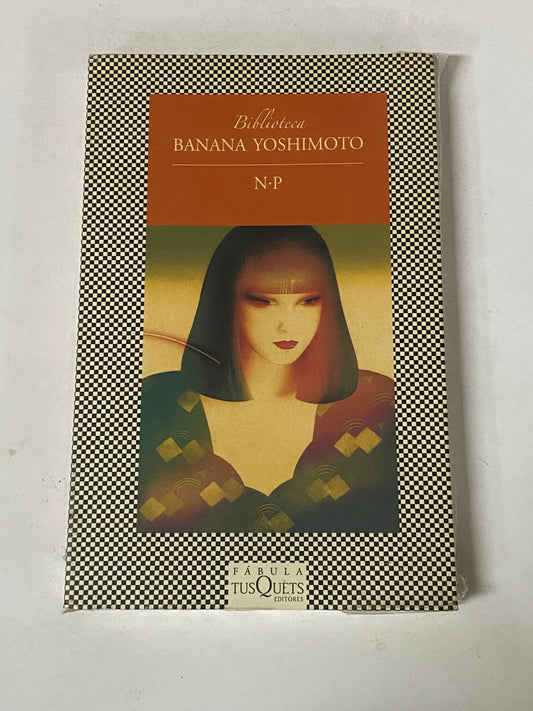 Biblioteca
BANANA YOSHIMOTO
N·P
FÁBULA
TUSQUETS
EDITORES